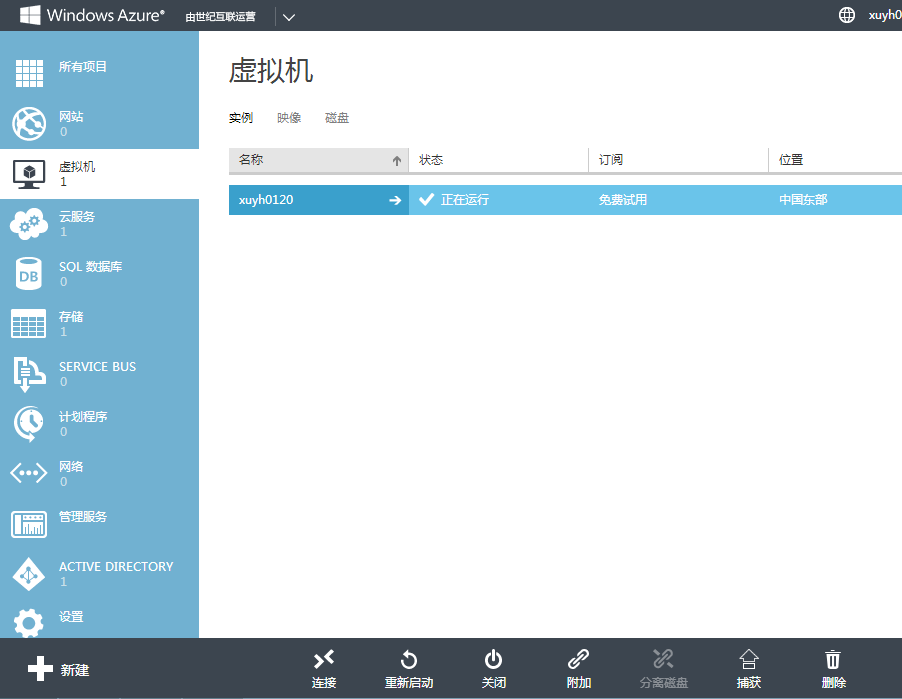 Windows Azure® 由世纪互联运营
xuyh0
所有项目
网站
0
虚拟机
1
云服务
1
SQL 数据库
0
存储
1
SERVICE BUS
0
计划程序
0
网络
0
管理服务
ACTIVE DIRECTORY
1
设置
虚拟机
实例 映像 磁盘
名称 状态 订阅 位置
xuyh0120 正在运行 免费试用 中国东部
DB
新建 连接 重新启动 关闭 附加 分离磁盘 捕获 删除